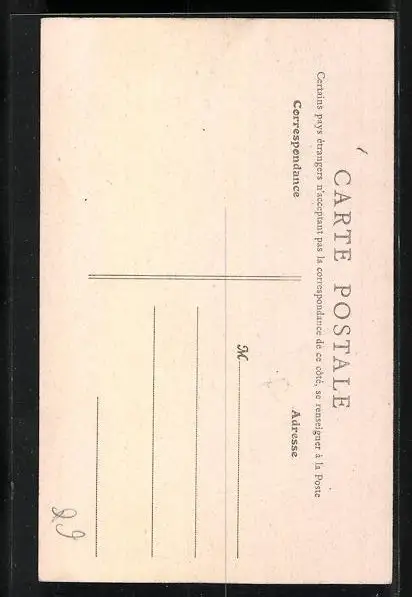 CARTE POSTALE
Certains pays étrangers n'acceptant pas la correspondance de ce côté, se renseigner à la Poste
Correspondance
Adresse
M